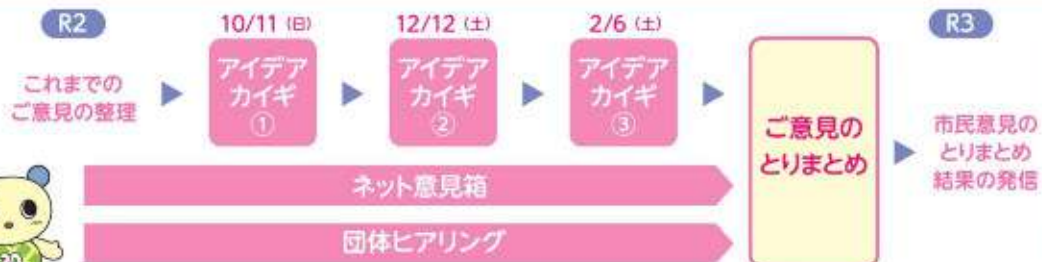 R2
これまでの
ご意見の整理
10/11 (日)
アイデア
カイギ
①
12/12 (土)
アイデア
カイギ
②
2/6 (土)
アイデア
カイギ
③
ネット意見箱
団体ヒアリング
ご意見の
とりまとめ
R3
市民意見の
とりまとめ
結果の発信